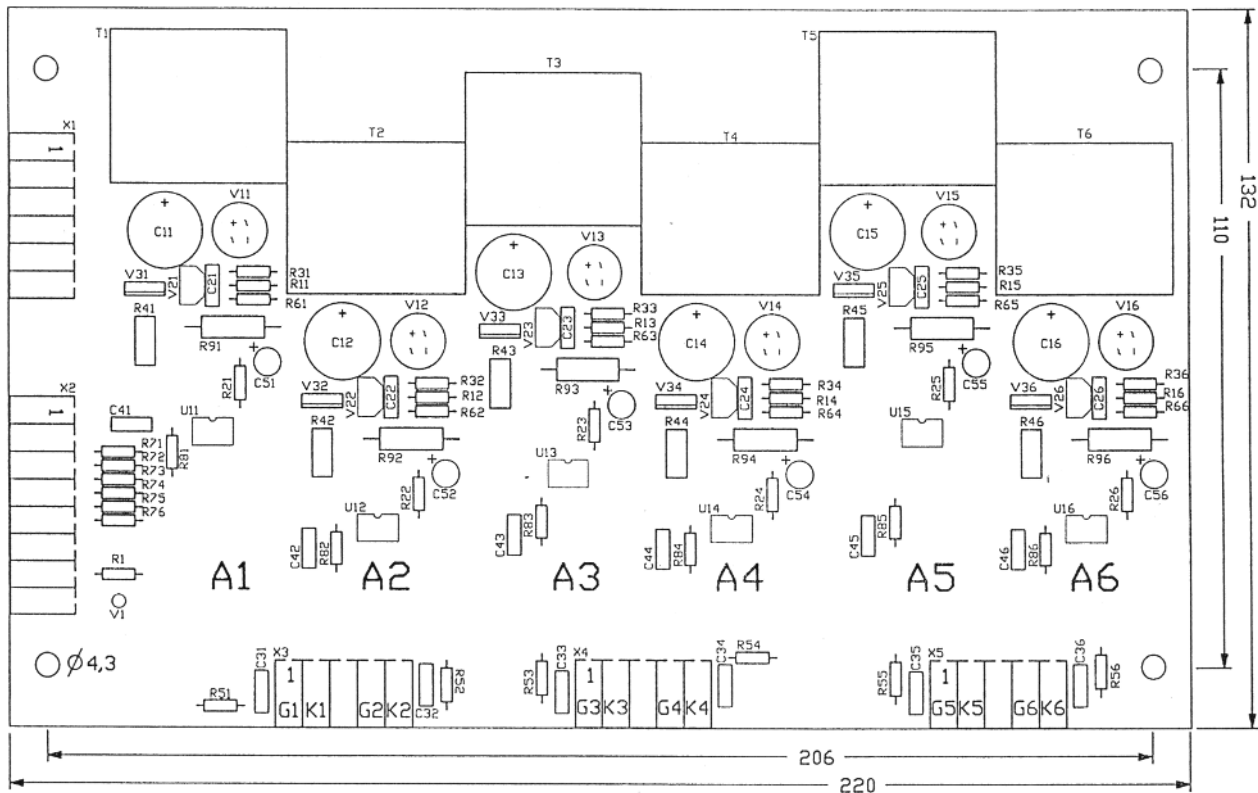 T1
T5
T3
T2
T4
T6
X1
1
132
110
V11
C11
V15
C15
V13
C13
V31
V21
C21
R31
R11
R61
V35
V25
C25
R35
R15
R65
R41
R91
C12
V12
V33
V23
C23
R33
R13
R63
C14
V14
R45
R95
C16
V16
R21
C51
R43
R93
R25
C55
X2
1
V32
V22
C22
R32
R12
R62
V34
V24
C24
R34
R14
R64
V36
V26
C26
R36
R16
R66
C41
U11
R23
C53
U15
R42
R92
R44
R94
R46
R96
R71
R72
R73
R74
R75
R76
R81
U13
R22
C52
R24
C54
R26
C56
U12
R83
U14
R85
U16
C42
R82
C43
C44
R84
C45
C46
R86
R1
V1
A1
A2
A3
A4
A5
A6
Ø4,3
R51
C31
X3
1
G1 K1 G2 K2
C32
R52
R53
C33
X4
1
G3 K3 G4 K4
C34
R54
R55
C35
X5
1
G5 K5 G6 K6
C36
R56
206
220